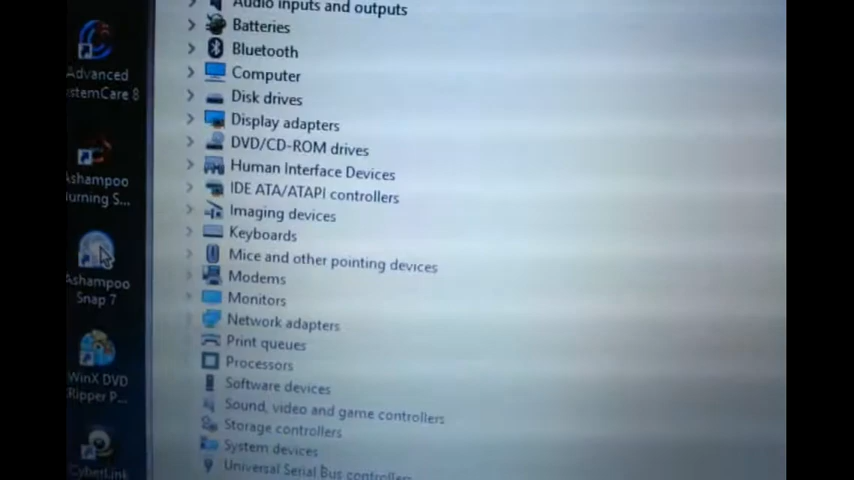 Audio inputs and outputs
Batteries
Bluetooth
Computer
Disk drives
Display adapters
DVD/CD-ROM drives
Human Interface Devices
IDE ATA/ATAPI controllers
Imaging devices
Keyboards
Mice and other pointing devices
Modems
Monitors
Network adapters
Print queues
Processors
Software devices
Sound, video and game controllers
Storage controllers
System devices
Universal Serial Bus controllers
Advanced
stemCare 8
Ashampoo
urning S...
Ashampoo
Snap 7
WinX DVD
Ripper P...
CyberLink